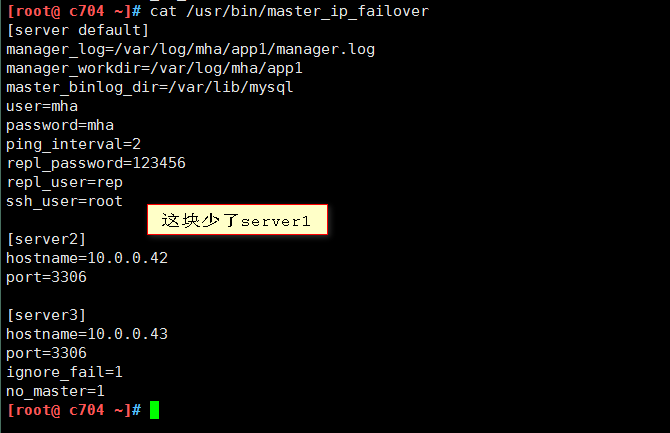 [root@ c704 ~]# cat /usr/bin/master_ip_failover
[server default]
manager_log=/var/log/mha/app1/manager.log
manager_workdir=/var/log/mha/app1
master_binlog_dir=/var/lib/mysql
user=mha
password=mha
ping_interval=2
repl_password=123456
repl_user=rep
ssh_user=root
这块少了server1
[server2]
hostname=10.0.0.42
port=3306
[server3]
hostname=10.0.0.43
port=3306
ignore_fail=1
no_master=1
[root@ c704 ~]#